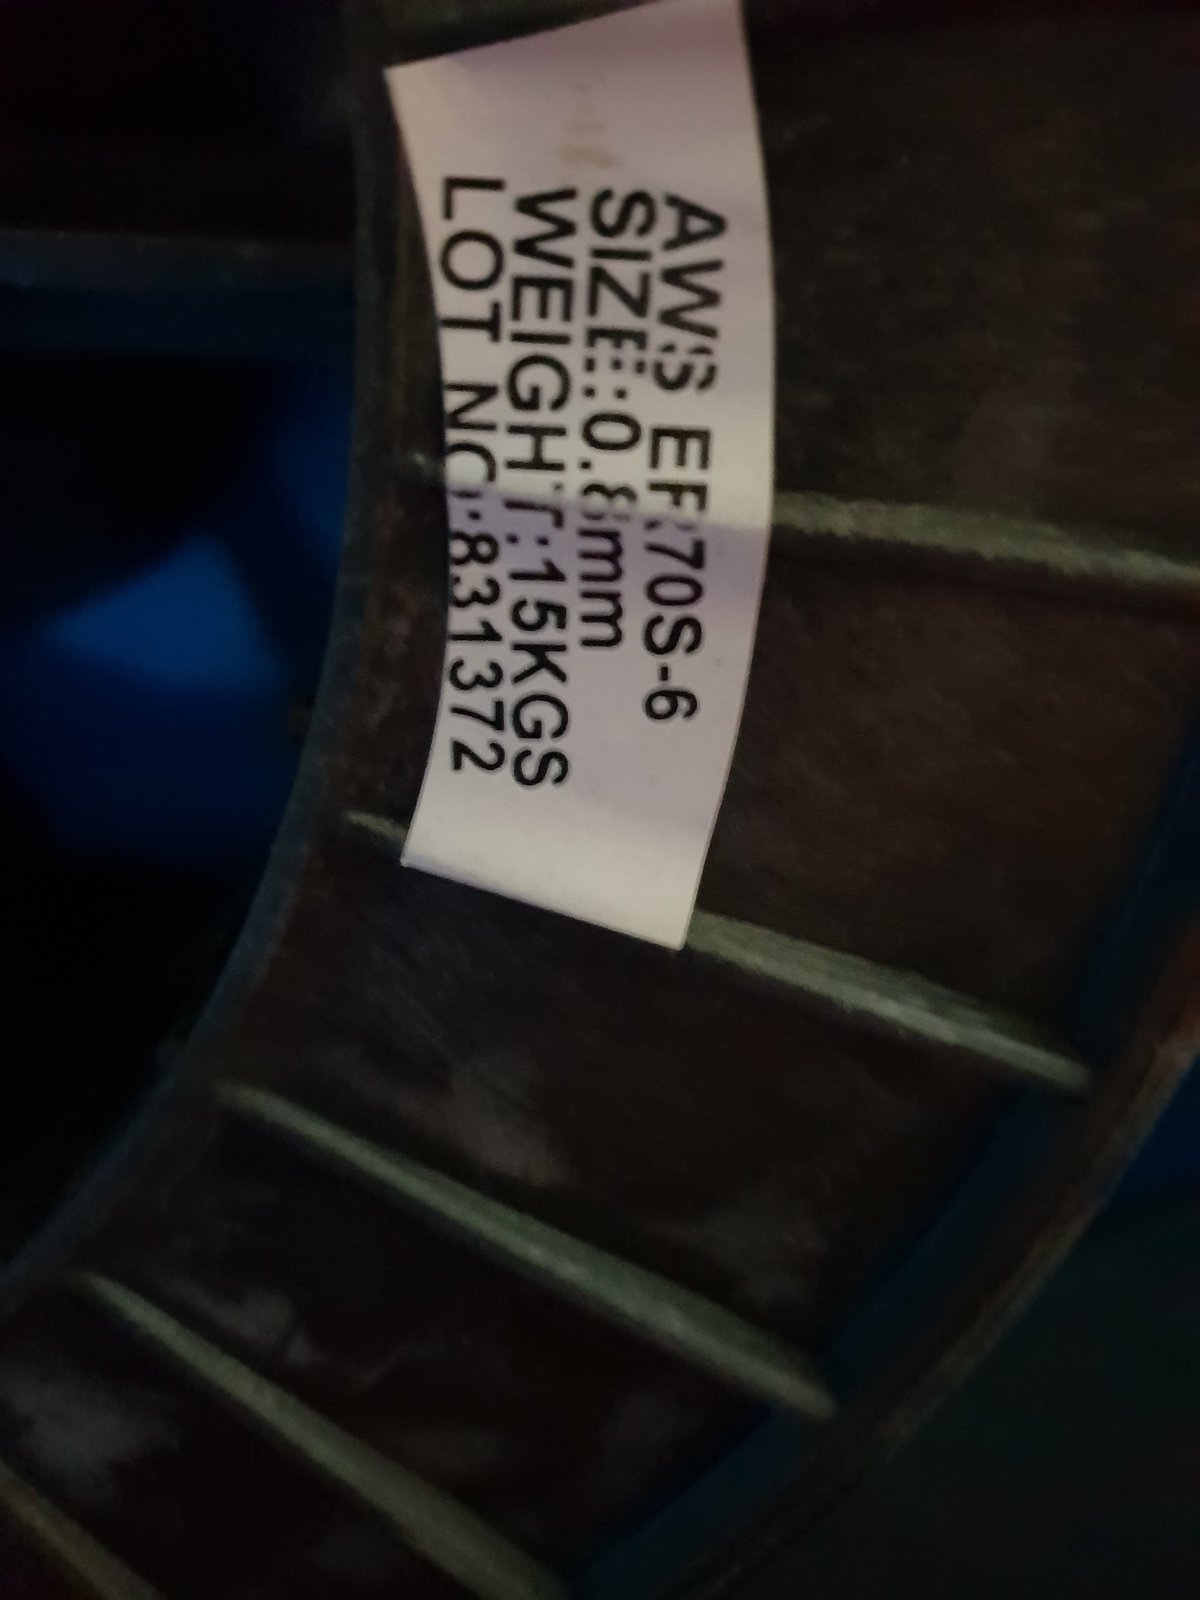 AWS ER70S-6
SIZE:0.8mm
WEIGHT:15KGS
LOT NO:831372